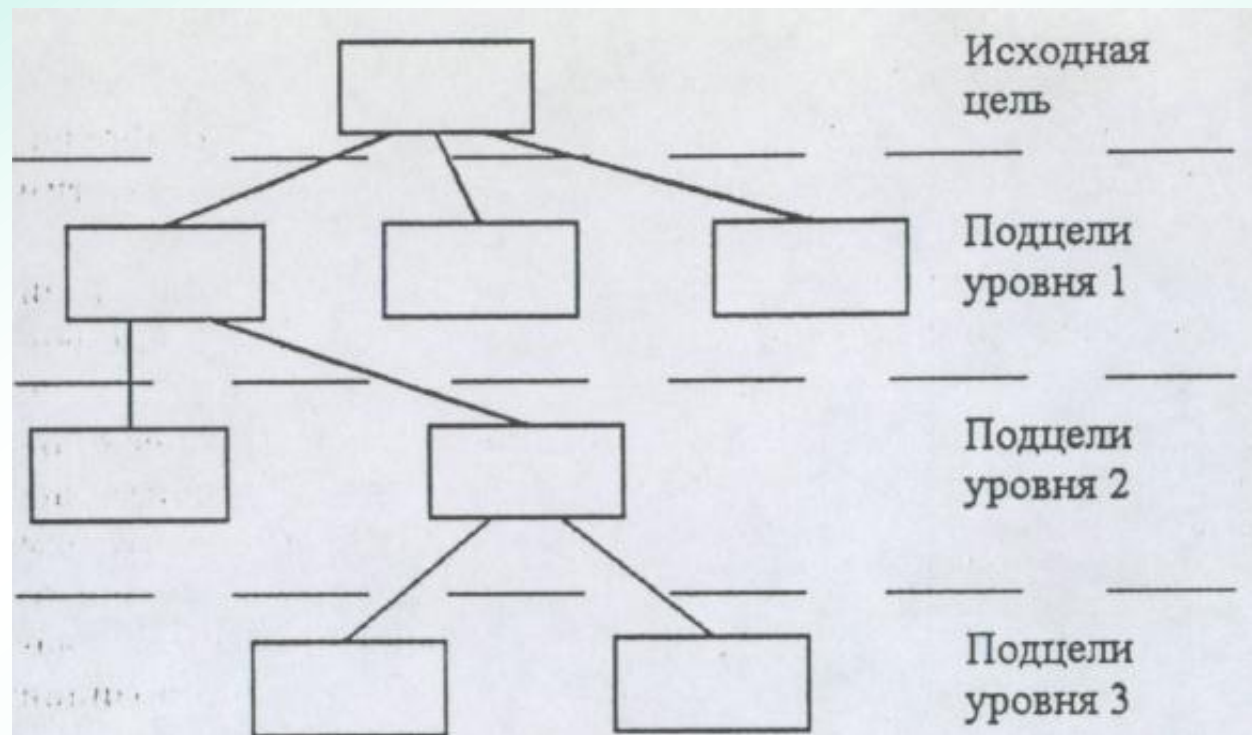 Исходная
цель
Подцели
уровня 1
Подцели
уровня 2
Подцели
уровня 3